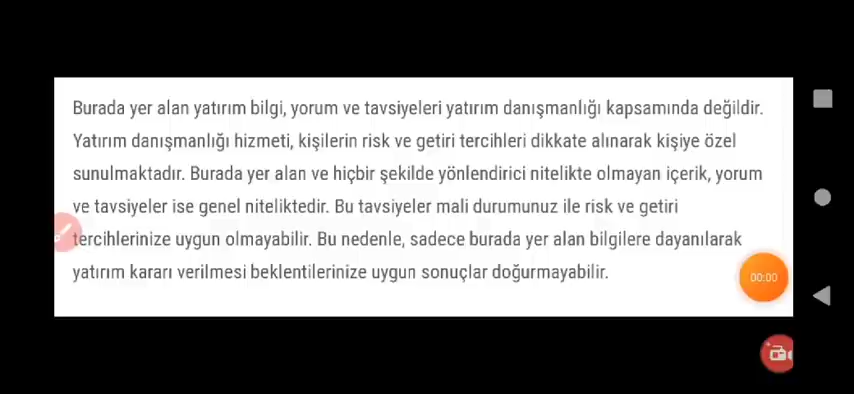 Burada yer alan yatırım bilgi, yorum ve tavsiyeleri yatırım danışmanlığı kapsamında değildir.
Yatırım danışmanlığı hizmeti, kişilerin risk ve getiri tercihleri dikkate alınarak kişiye özel
sunulmaktadır. Burada yer alan ve hiçbir şekilde yönlendirici nitelikte olmayan içerik, yorum
ve tavsiyeler ise genel niteliktedir. Bu tavsiyeler mali durumunuz ile risk ve getiri
tercihlerinize uygun olmayabilir. Bu nedenle, sadece burada yer alan bilgilere dayanılarak
yatırım kararı verilmesi beklentilerinize uygun sonuçlar doğurmayabilir.
00:00